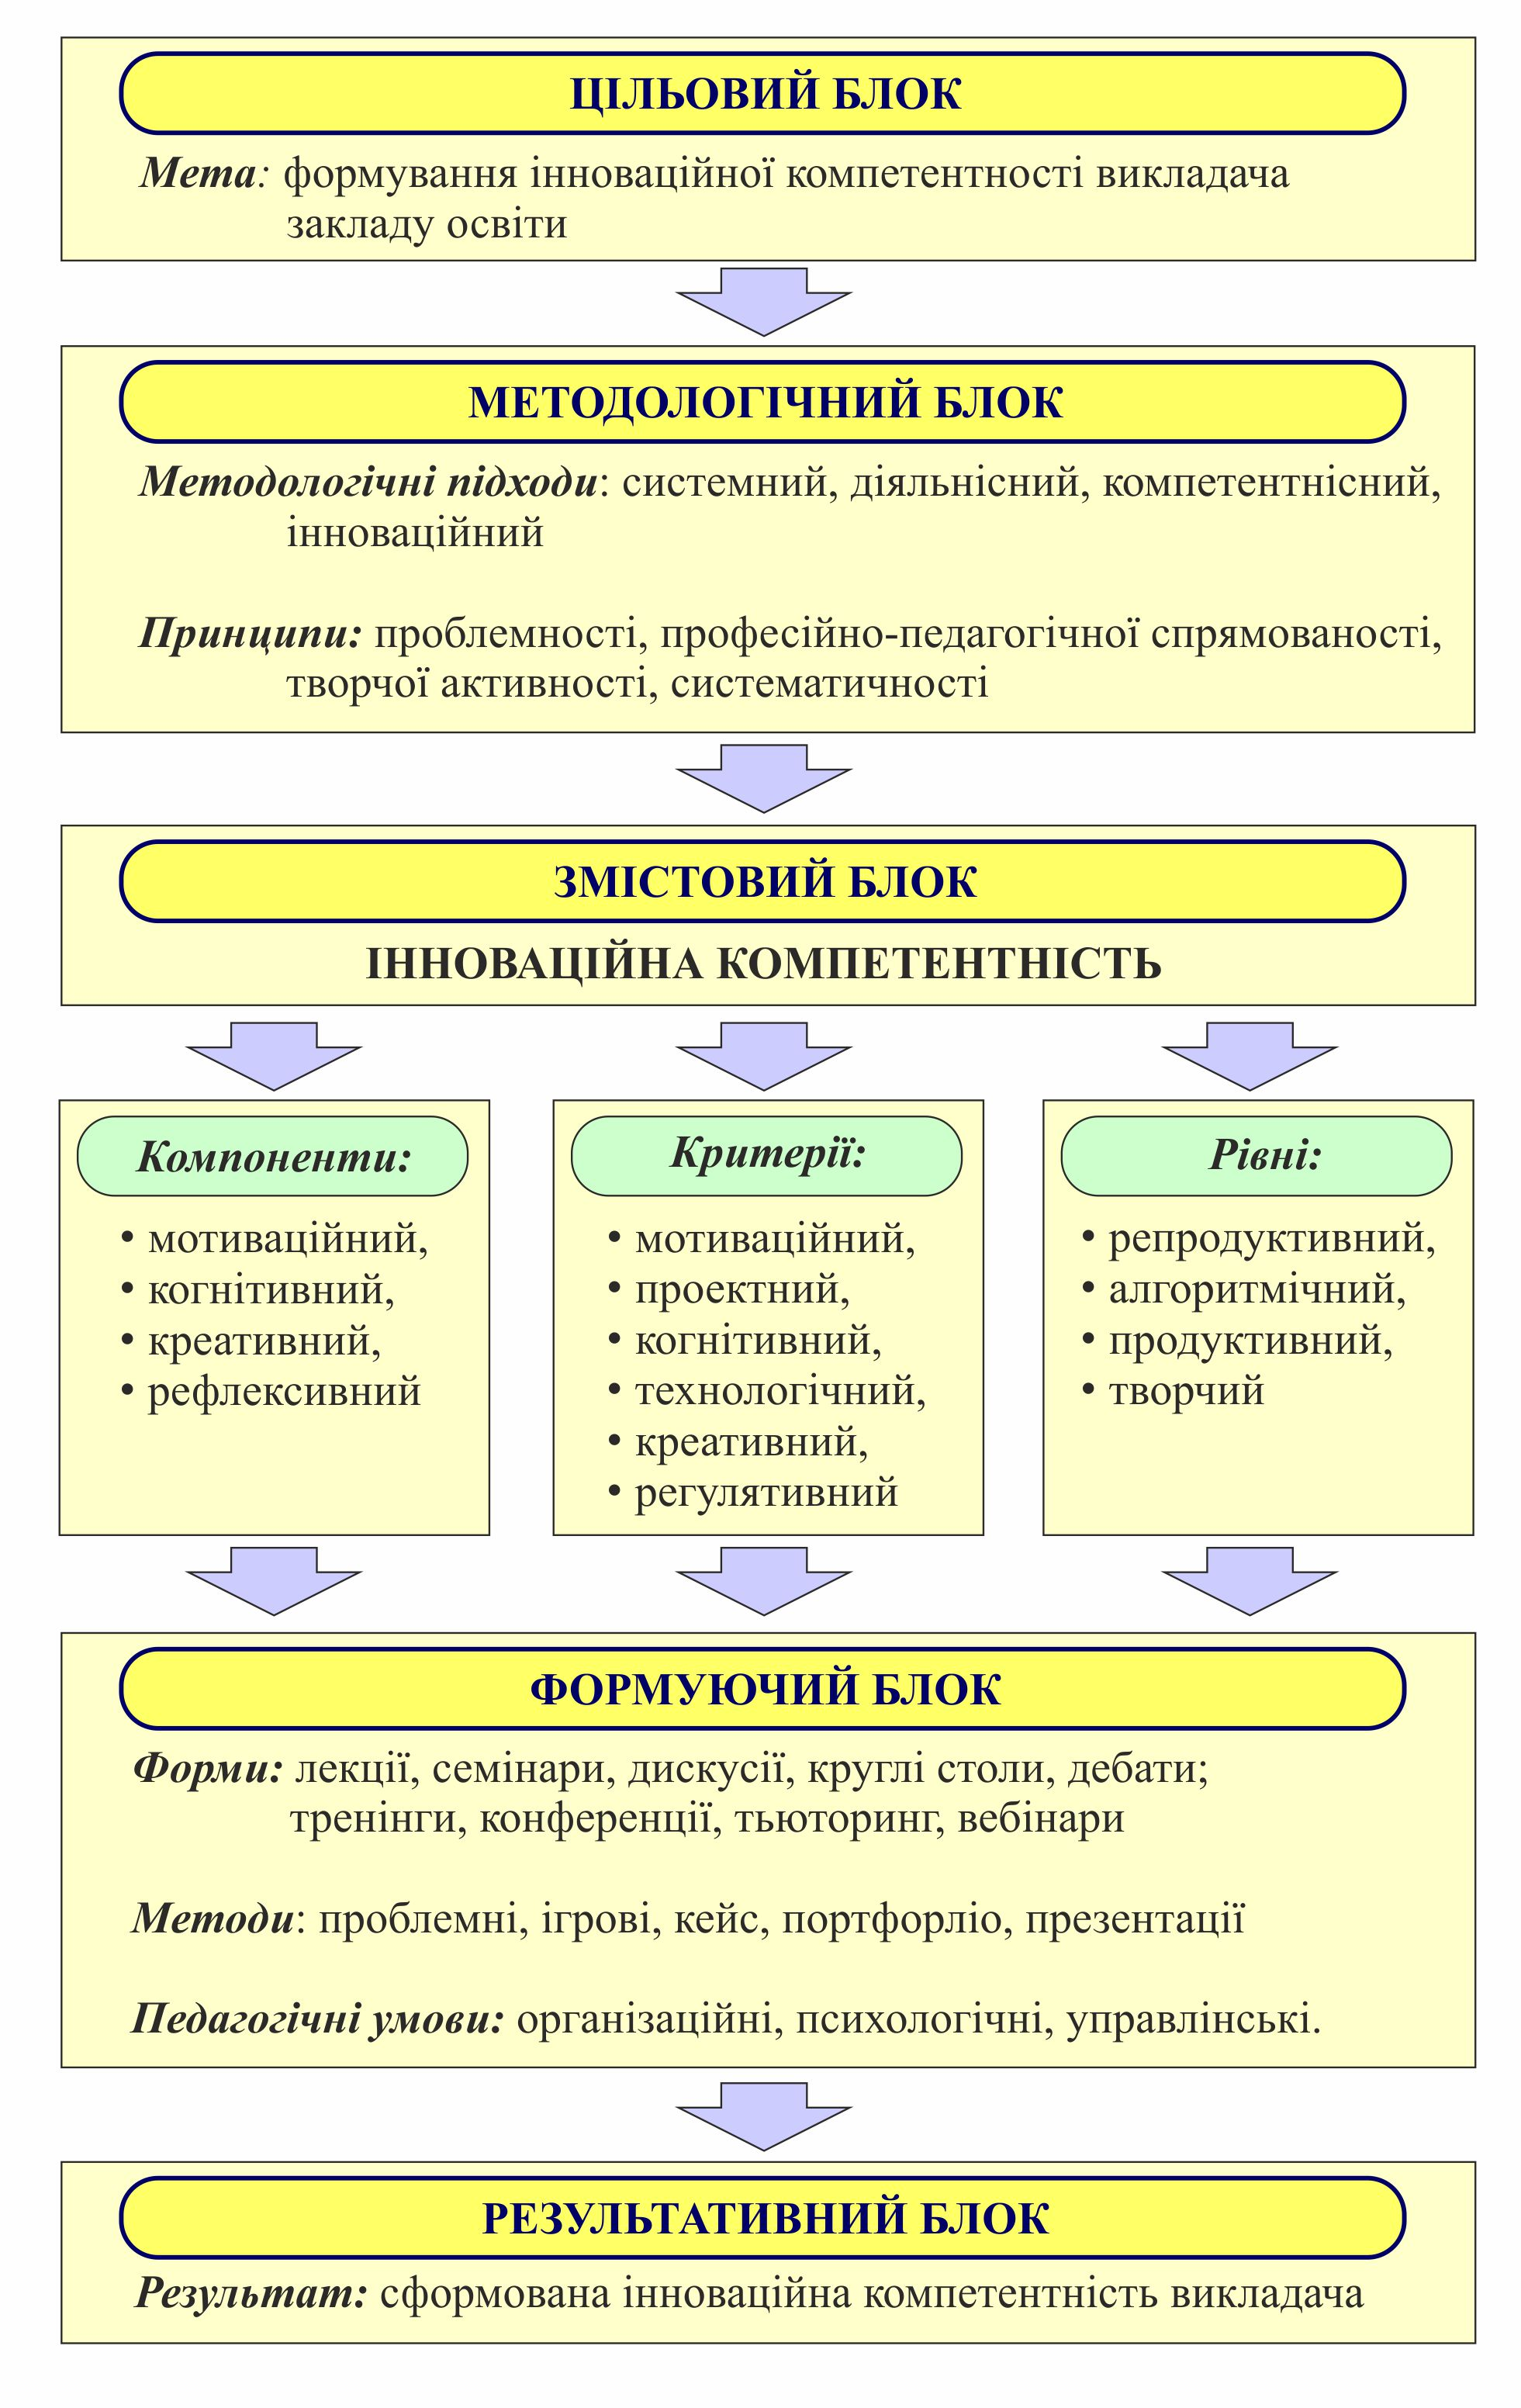 ЦІЛЬОВИЙ БЛОК
Мета: формування інноваційної компетентності викладача
закладу освіти
МЕТОДОЛОГІЧНИЙ БЛОК
Методологічні підходи: системний, діяльнісний, компетентнісний,
інноваційний
Принципи: проблемності, професійно-педагогічної спрямованості,
творчої активності, систематичності
ЗМІСТОВИЙ БЛОК
ІННОВАЦІЙНА КОМПЕТЕНТНІСТЬ
Компоненти:
• мотиваційний,
• когнітивний,
• креативний,
• рефлексивний
Критерії:
• мотиваційний,
• проектний,
• когнітивний,
• технологічний,
• креативний,
• регулятивний
Рівні:
• репродуктивний,
• алгоритмічний,
• продуктивний,
• творчий
ФОРМУЮЧИЙ БЛОК
Форми: лекції, семінари, дискусії, круглі столи, дебати;
тренінги, конференції, тьюторинг, вебінари
Методи: проблемні, ігрові, кейс, портфорліо, презентації
Педагогічні умови: організаційні, психологічні, управлінські.
РЕЗУЛЬТАТИВНИЙ БЛОК
Результат: сформована інноваційна компетентність викладача